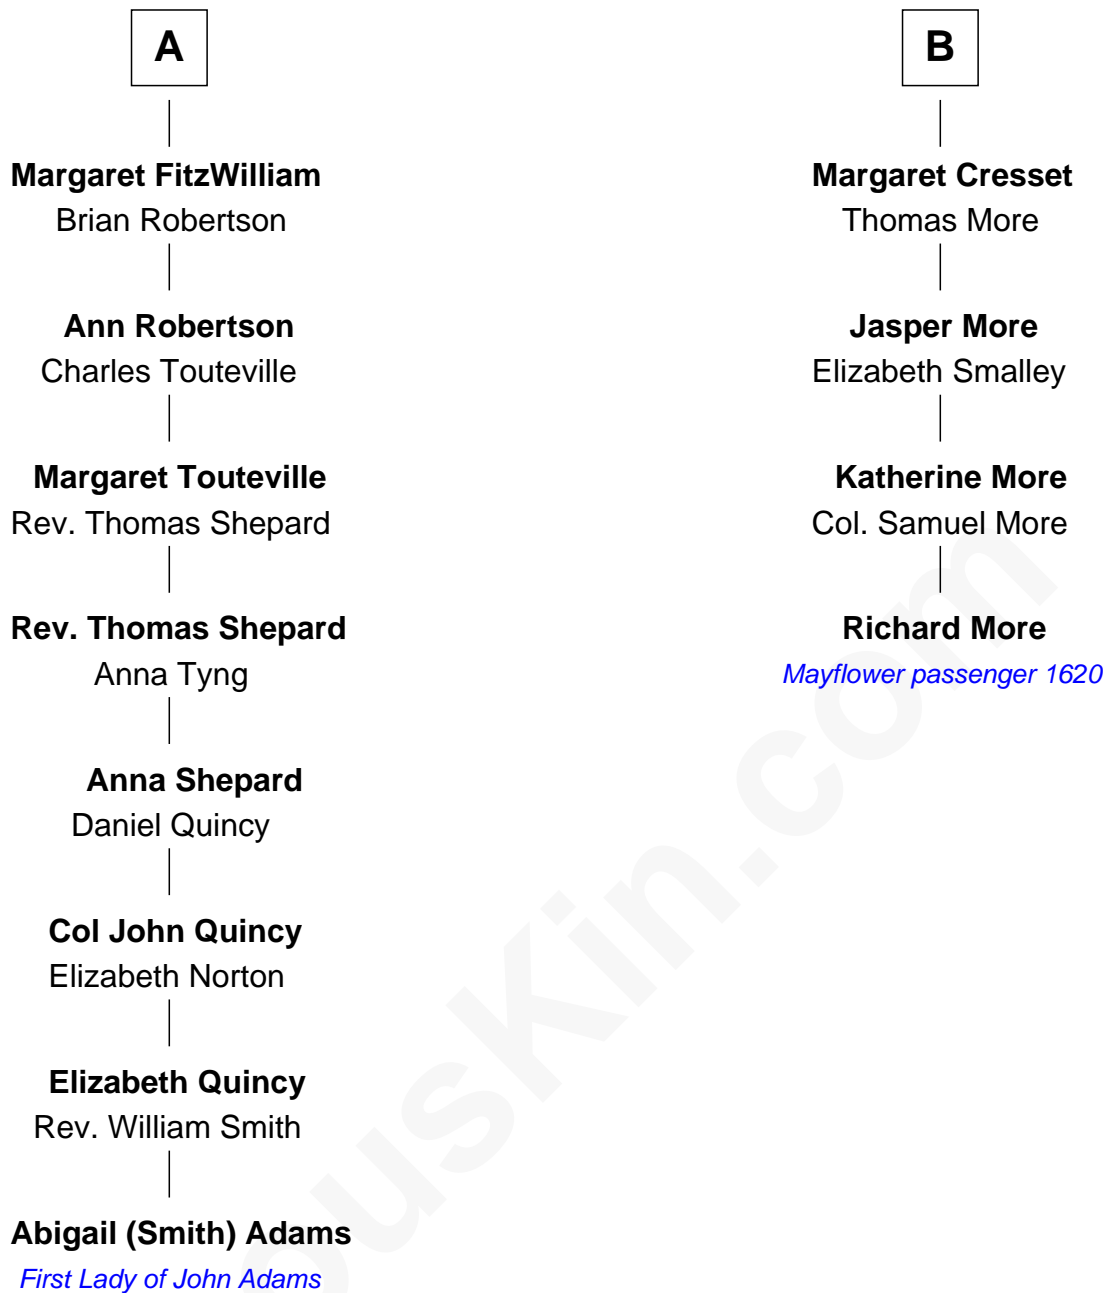 A
Margaret FitzWilliam
Brian Robertson
Ann Robertson
Charles Touteville
Margaret Touteville
Rev. Thomas Shepard
Rev. Thomas Shepard
Anna Tyng
Anna Shepard
Daniel Quincy
Col John Quincy
Elizabeth Norton
Elizabeth Quincy
Rev. William Smith
Abigail (Smith) Adams
First Lady of John Adams
B
Margaret Cresset
Thomas More
Jasper More
Elizabeth Smalley
Katherine More
Col. Samuel More
Richard More
Mayflower passenger 1620
ousKin.com